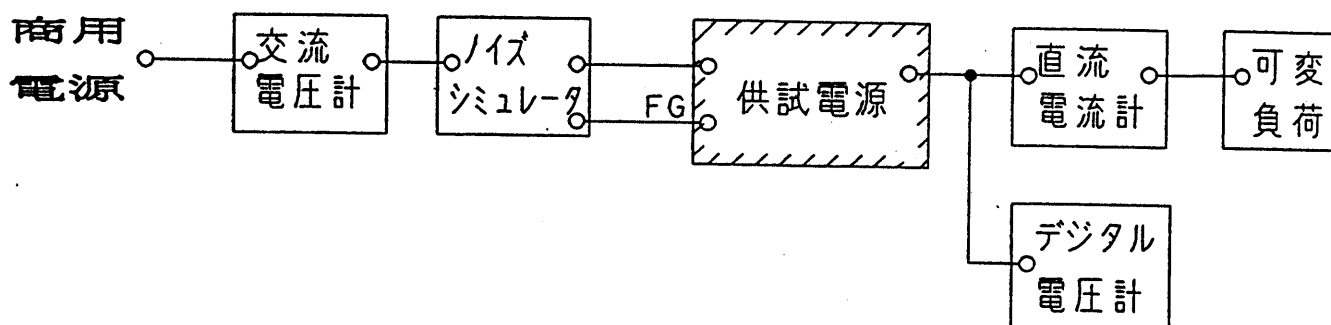 商用
電源
交流
電圧計
ノイズ
シミュレータ
FG
供試電源
直流
電流計
可変
負荷
デジタル
電圧計